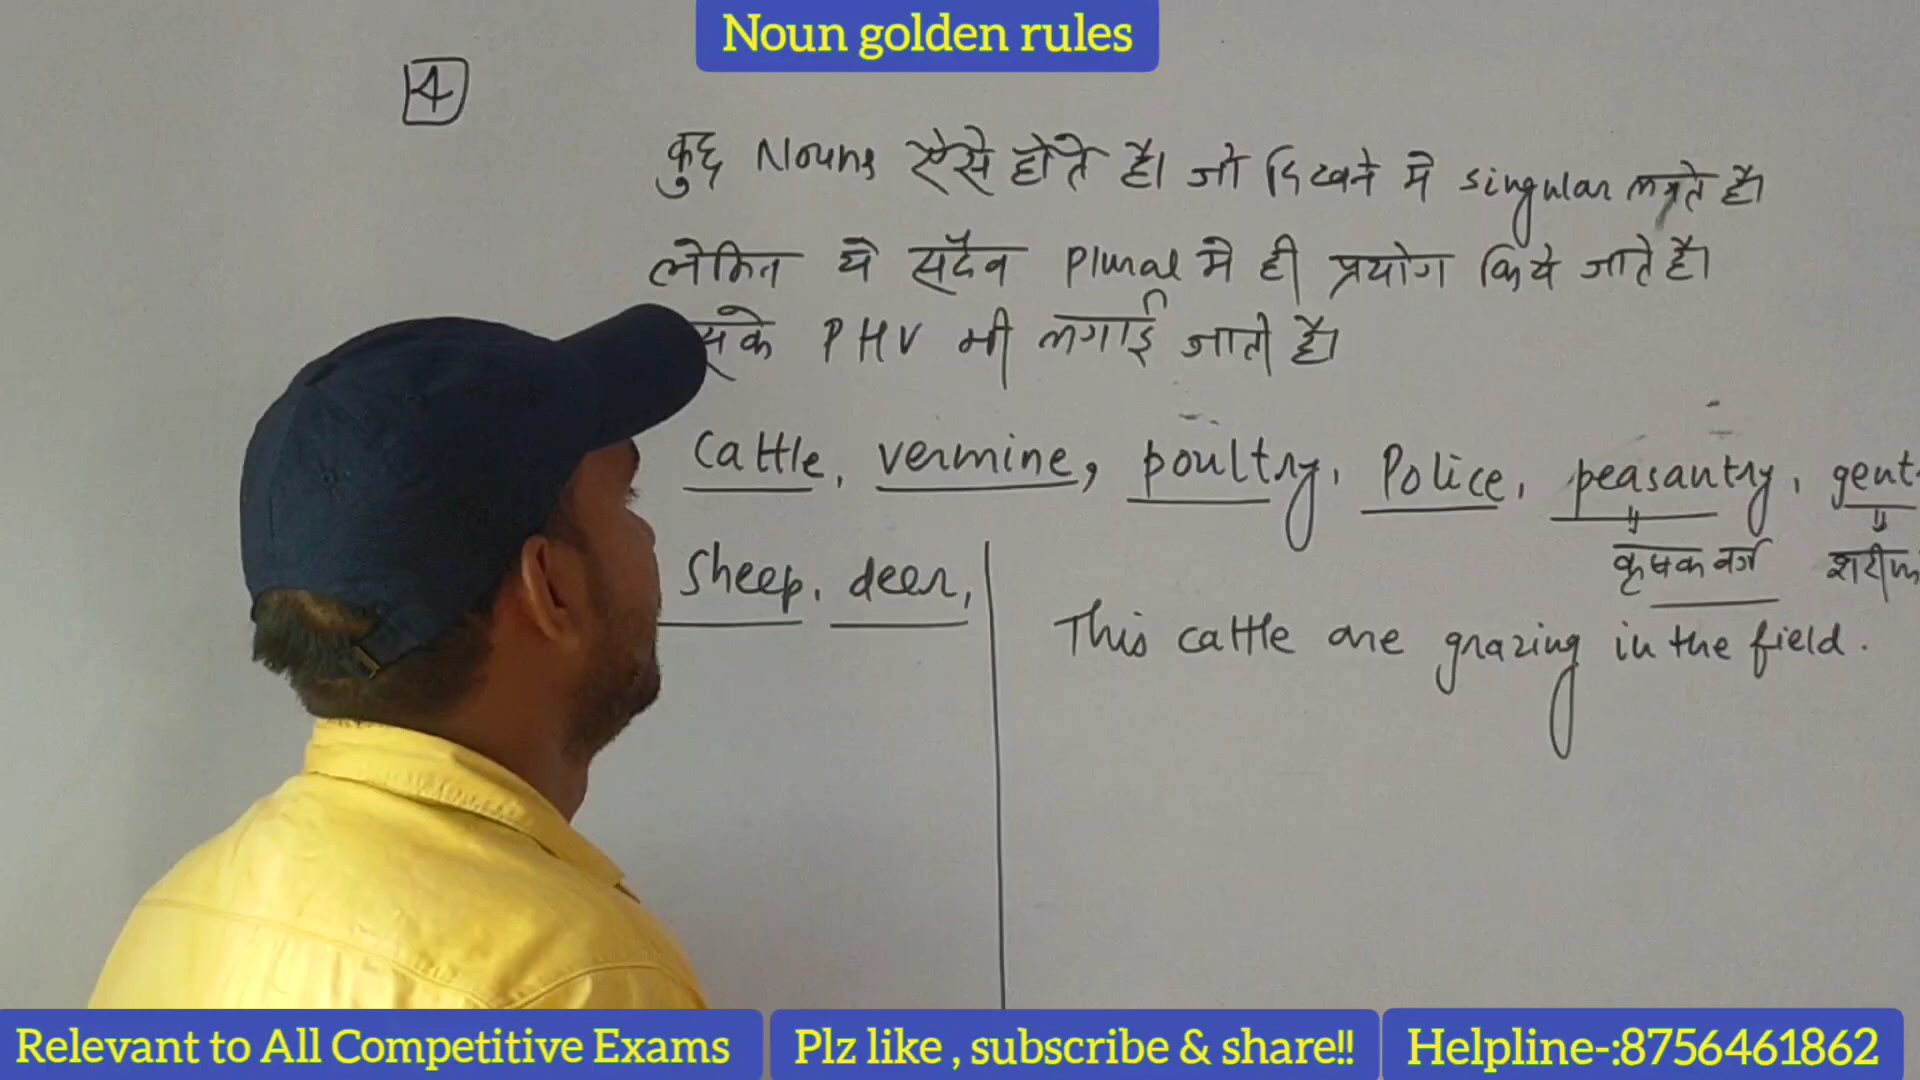 Noun golden rules
4
कुछ Nouns ऐसे होते है। जो दिखने मे singular लगते है।
लेकिन ये सदैव Plural मे ही प्रयोग किये जाते है।
सके PHV भी लगाई जाती है।
Cattle, vermine, poultry, Police, peasantry, gent
कृषक वर्ग
Sheep, deer,
This cattle are grazing in the field.
Relevant to All Competitive Exams
Plz like , subscribe & share!!
Helpline-:8756461862